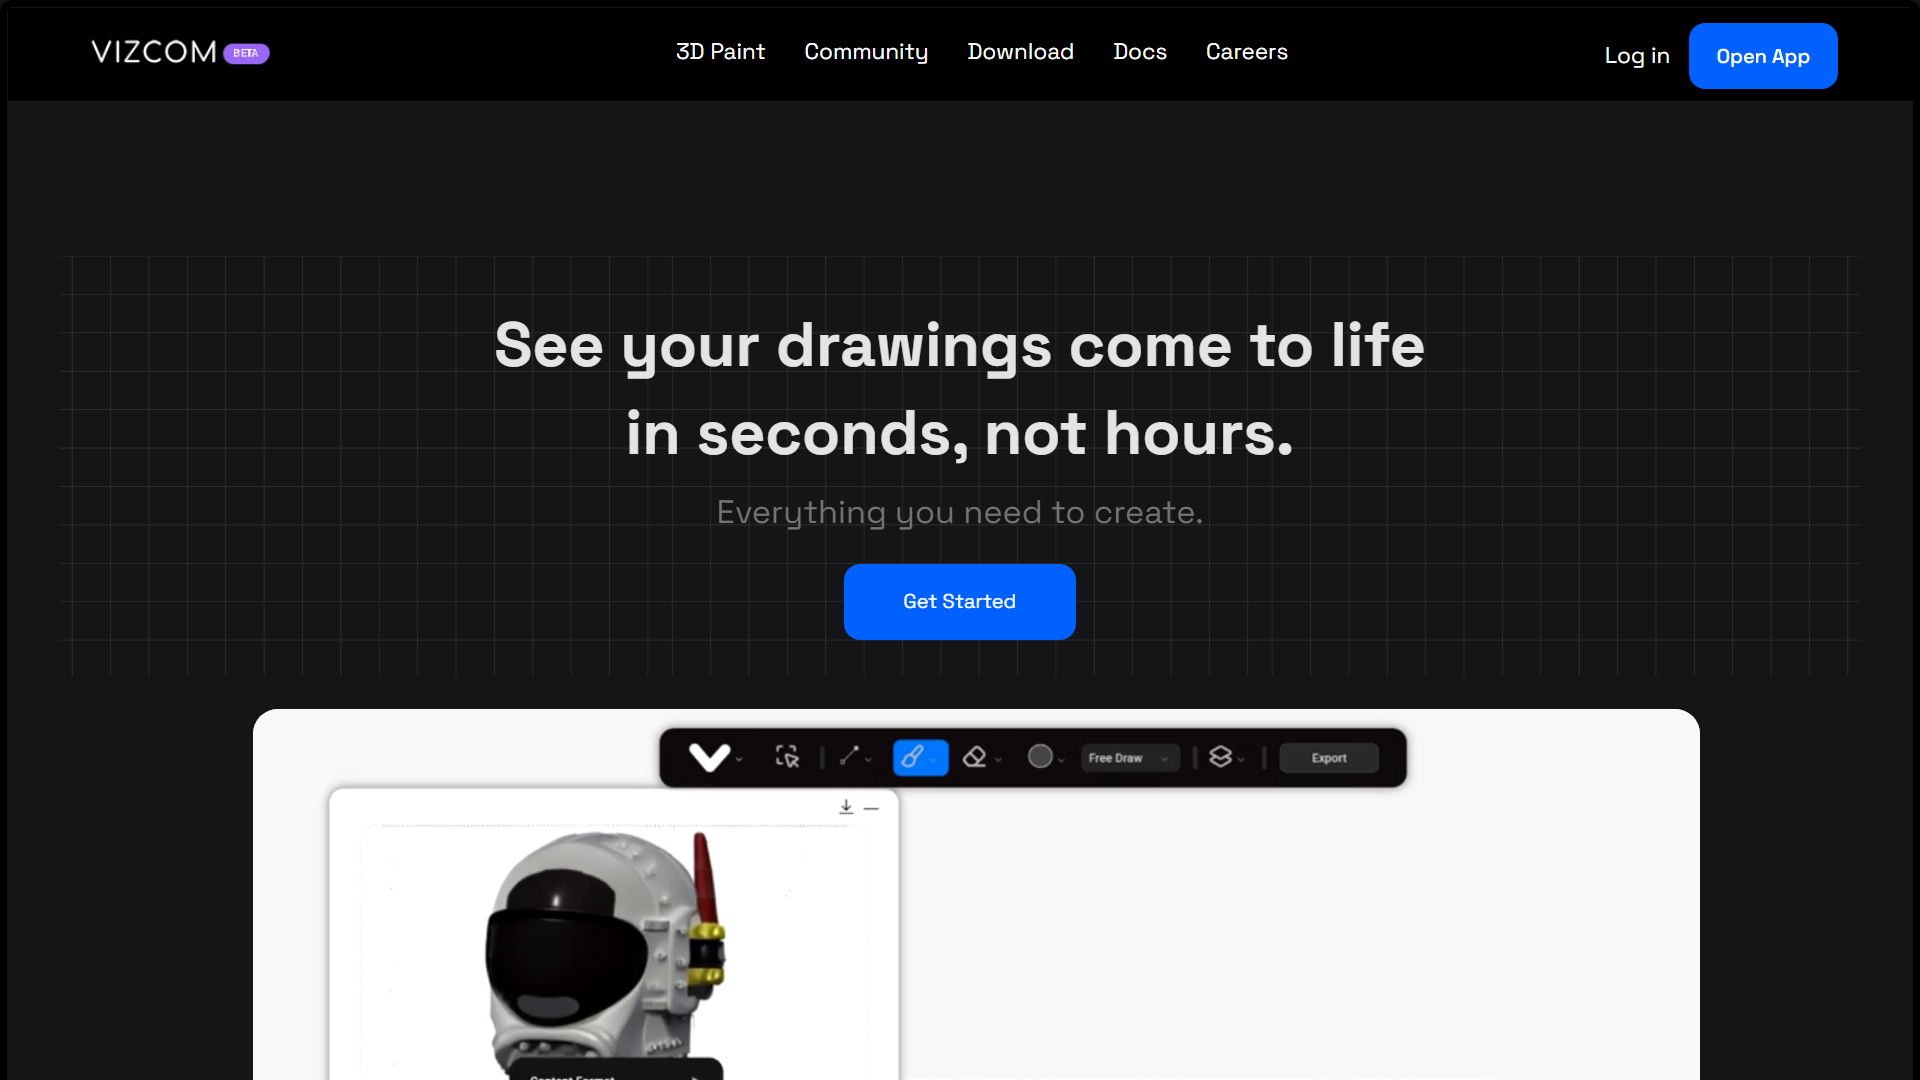 VIZCOM BETA
3D Paint Community Download Docs Careers
Log in
Open App
See your drawings come to life
in seconds, not hours.
Everything you need to create.
Get Started
Free Draw
Export